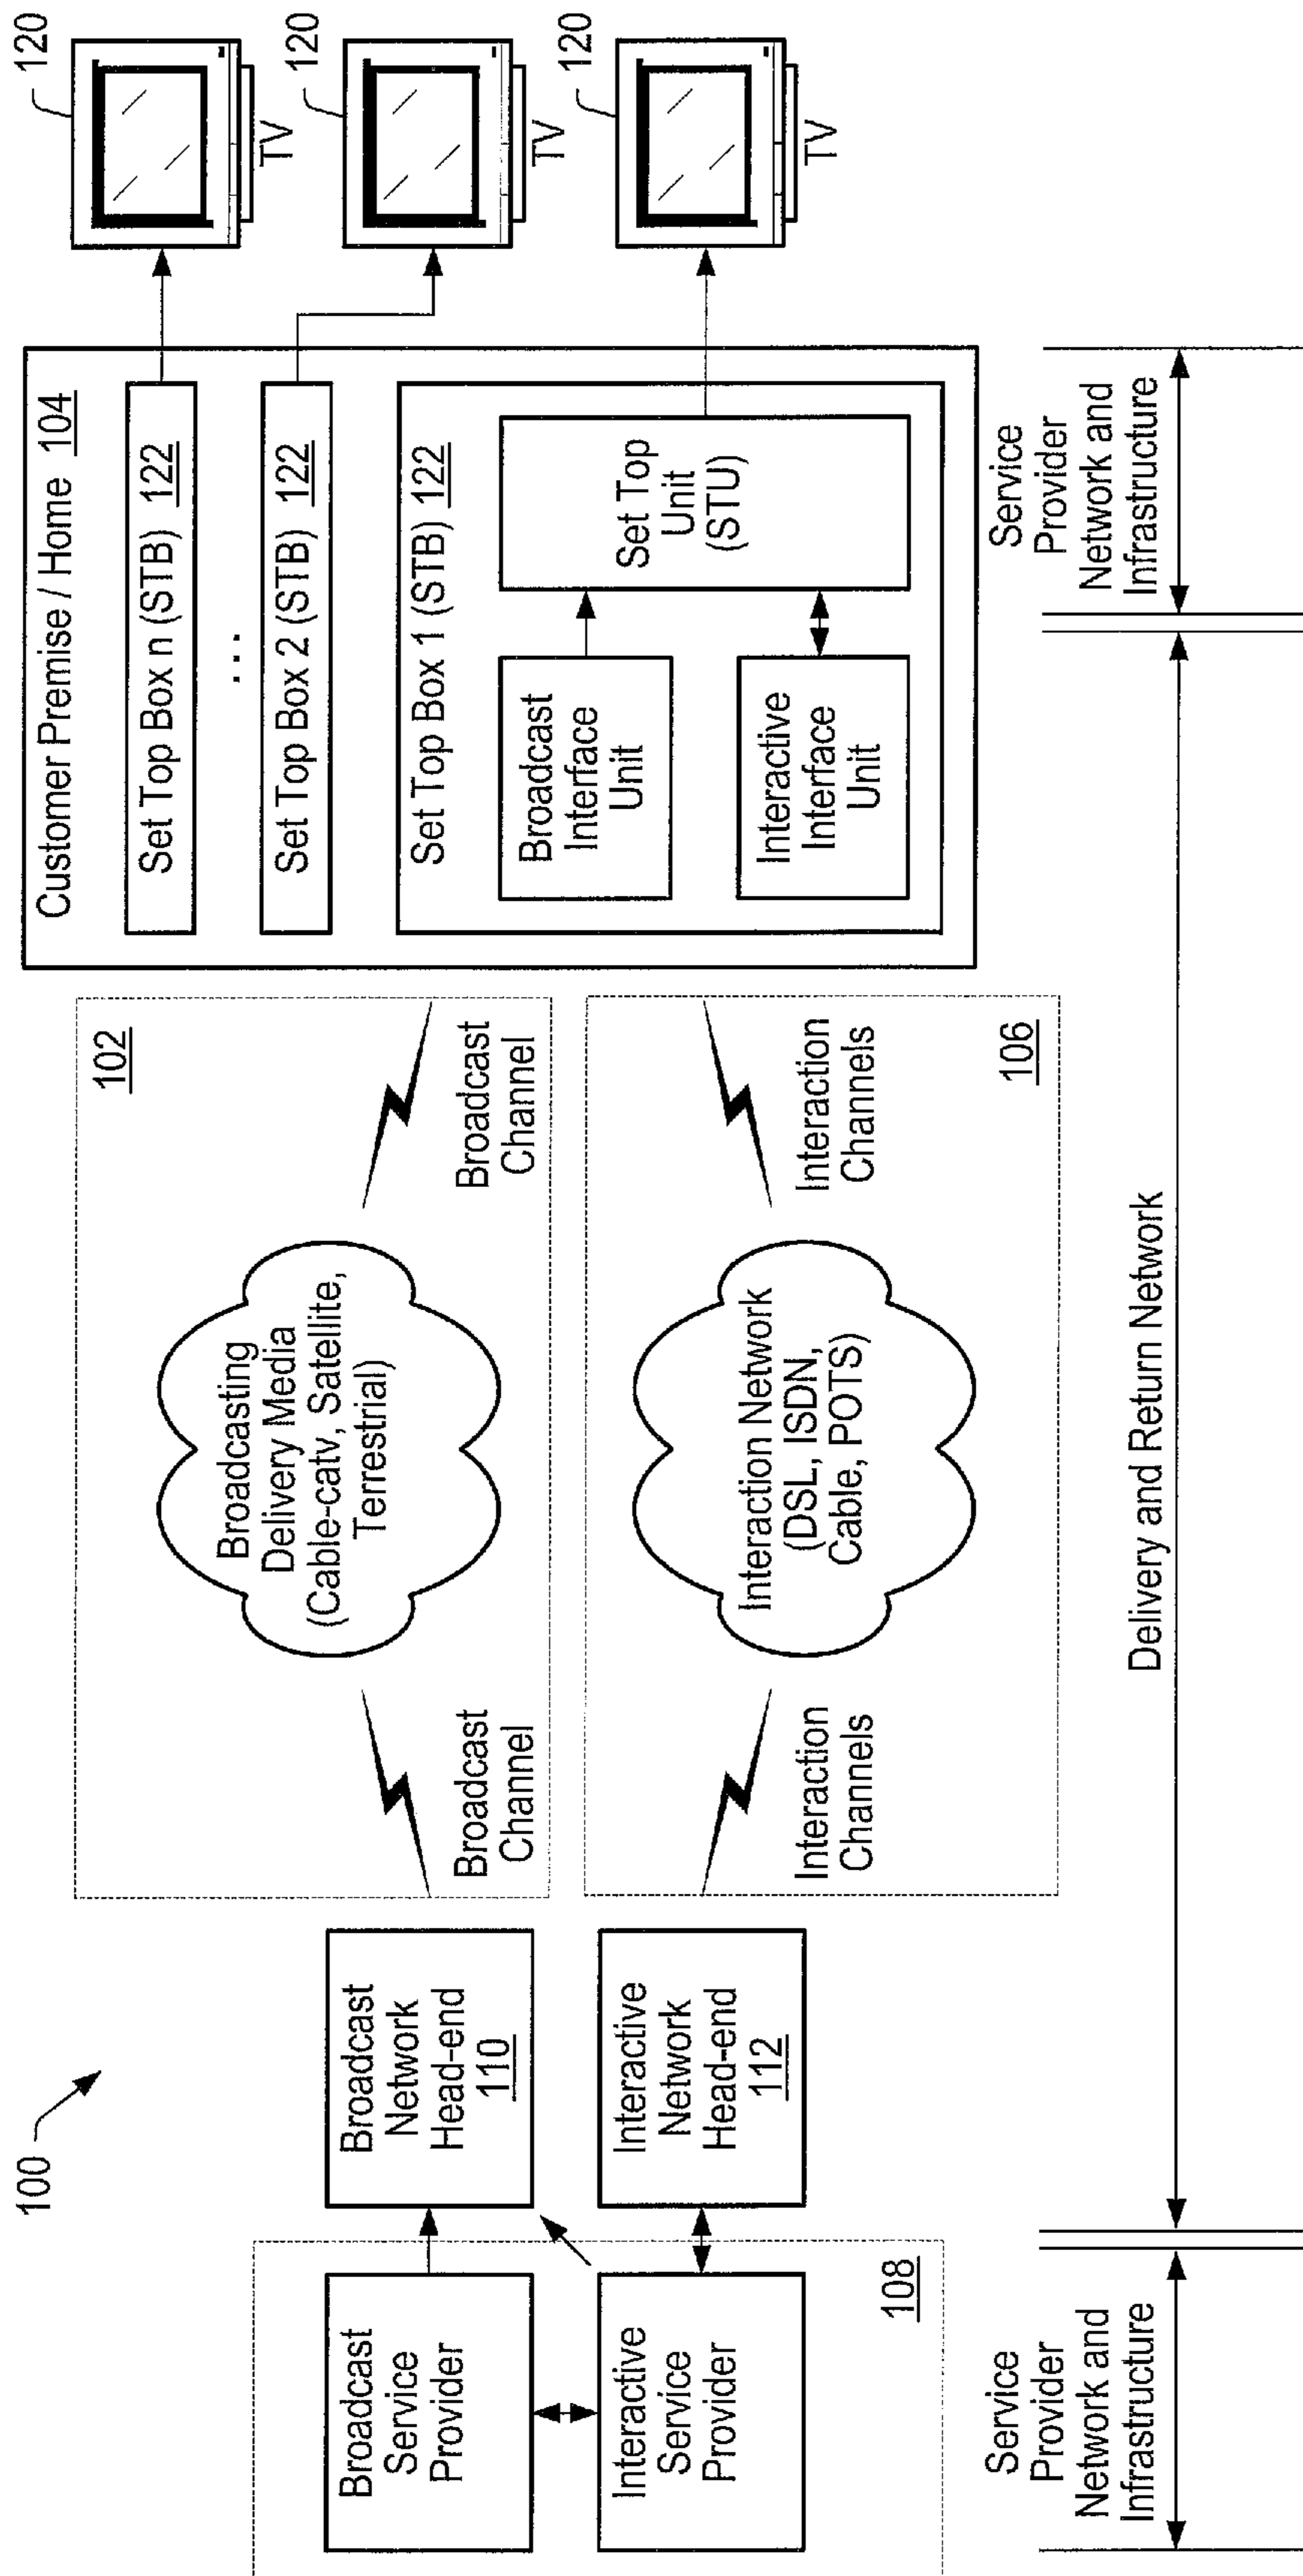 100
108
Broadcast
Service
Provider
Interactive
Service
Provider
Broadcast
Network
Head-end
110
Interactive
Network
Head-end
112
102
Broadcast
Channel
Broadcasting
Delivery Media
(Cable-catv, Satellite,
Terrestrial)
Broadcast
Channel
Interaction
Channels
Interaction Network
(DSL, ISDN,
Cable, POTS)
Interaction
Channels
106
Customer Premise / Home 104
Set Top Box n (STB) 122
...
Set Top Box 2 (STB) 122
Set Top Box 1 (STB) 122
Broadcast
Interface
Unit
Interactive
Interface
Unit
Set Top
Unit
(STU)
120
TV
120
TV
120
TV
Service
Provider
Network and
Infrastructure
Delivery and Return Network
Service
Provider
Network and
Infrastructure